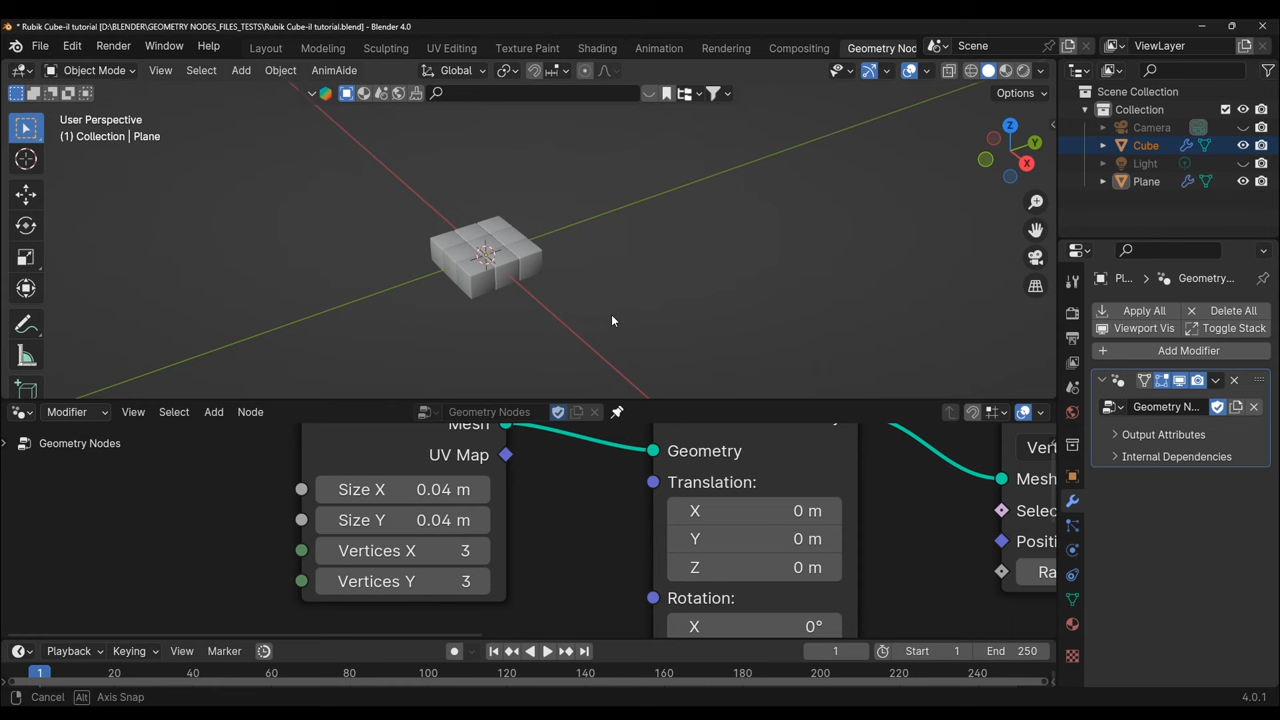 * Rubik Cube-il tutorial [D:\BLENDER\GEOMETRY NODES_FILES_TESTS\Rubik Cube-il tutorial.blend] - Blender 4.0
File Edit Render Window Help Layout Modeling Sculpting UV Editing Texture Paint Shading Animation Rendering Compositing Geometry Noc Scene ViewLayer
Object Mode View Select Add Object AnimAide Global
Options
User Perspective
(1) Collection | Plane
Z
Y
X
Scene Collection
Collection
Camera
Cube
Light
Plane
Pl... Geometry...
Apply All Delete All
Viewport Vis Toggle Stack
Add Modifier
Geometry N...
Output Attributes
Internal Dependencies
Modifier View Select Add Node Geometry Nodes
Geometry Nodes
Mesh
UV Map
Size X 0.04 m
Size Y 0.04 m
Vertices X 3
Vertices Y 3
Geometry
Translation:
X 0 m
Y 0 m
Z 0 m
Rotation:
X 0°
Vert
Mesh
Selec
Positi
Ra
Playback Keying View Marker 1 Start 1 End 250
1 20 40 60 80 100 120 140 160 180 200 220 240
Cancel Alt Axis Snap 4.0.1